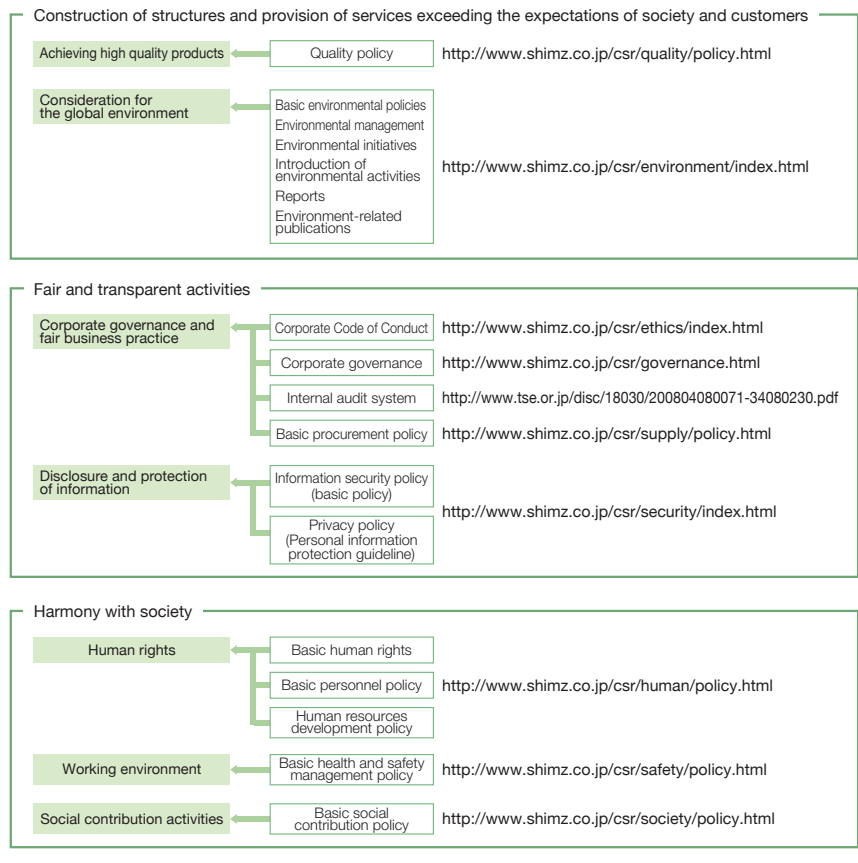 Construction of structures and provision of services exceeding the expectations of society and customers
Achieving high quality products
Quality policy
http://www.shimz.co.jp/csr/quality/policy.html
Consideration for
the global environment
Basic environmental policies
Environmental management
Environmental initiatives
Introduction of
environmental activities
Reports
Environment-related
publications
http://www.shimz.co.jp/csr/environment/index.html
Fair and transparent activities
Corporate governance and
fair business practice
Corporate Code of Conduct
http://www.shimz.co.jp/csr/ethics/index.html
Corporate governance
http://www.shimz.co.jp/csr/governance.html
Internal audit system
http://www.tse.or.jp/disc/18030/200804080071-34080230.pdf
Basic procurement policy
http://www.shimz.co.jp/csr/supply/policy.html
Disclosure and protection
of information
Information security policy
(basic policy)
Privacy policy
(Personal information
protection guideline)
http://www.shimz.co.jp/csr/security/index.html
Harmony with society
Human rights
Basic human rights
Basic personnel policy
http://www.shimz.co.jp/csr/human/policy.html
Human resources
development policy
Working environment
Basic health and safety
management policy
http://www.shimz.co.jp/csr/safety/policy.html
Social contribution activities
Basic social
contribution policy
http://www.shimz.co.jp/csr/society/policy.html